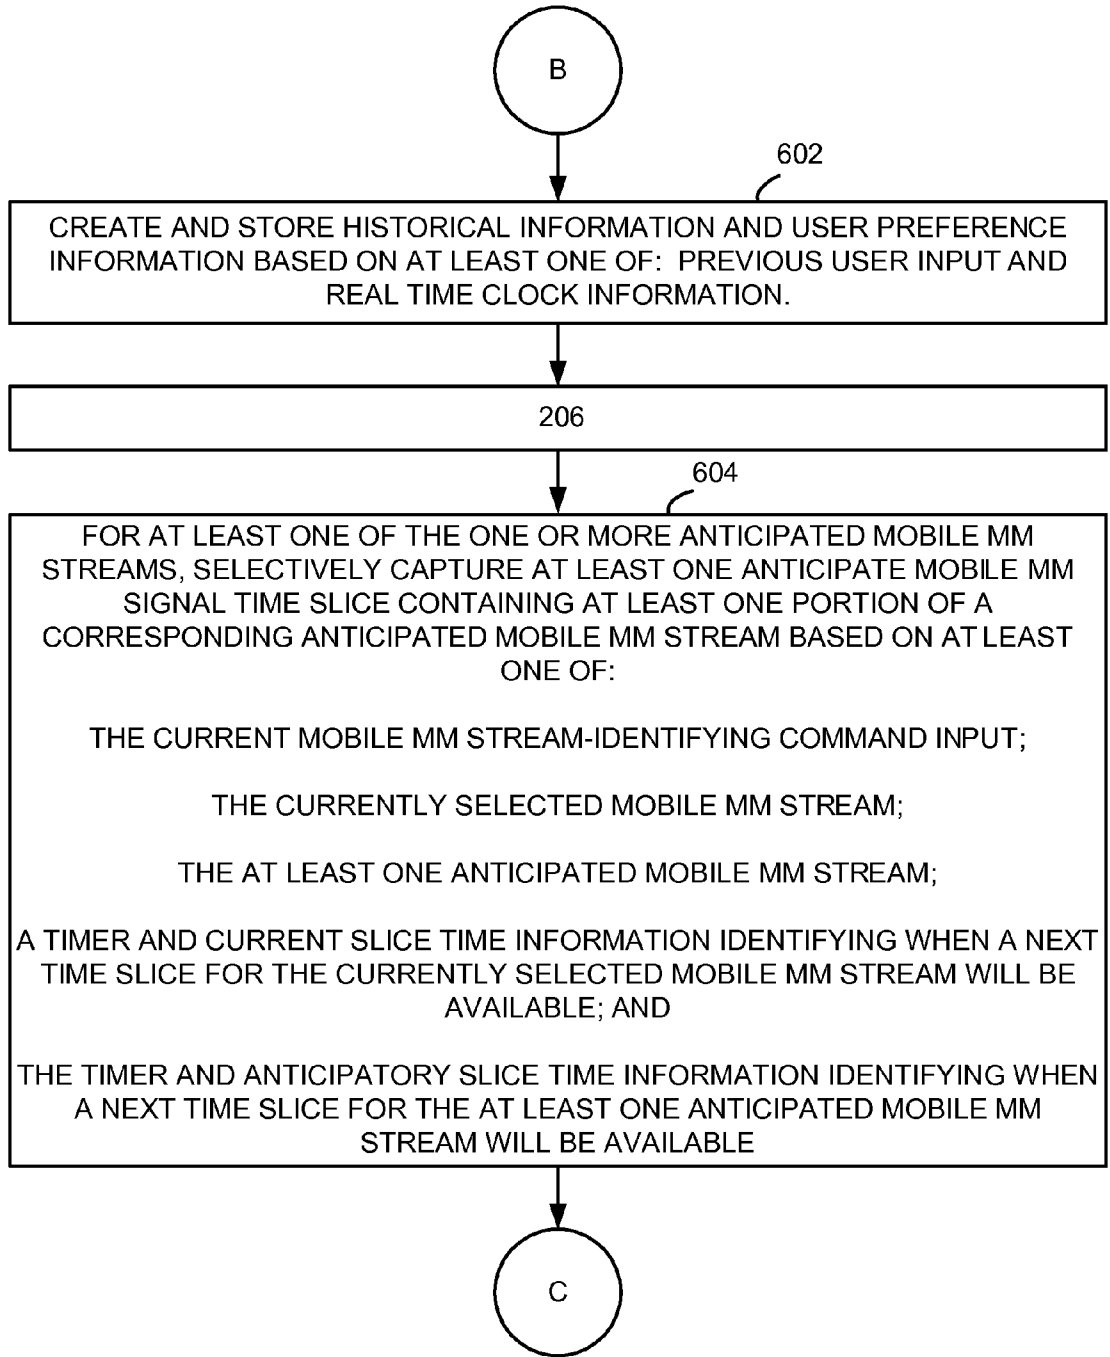 B
602
CREATE AND STORE HISTORICAL INFORMATION AND USER PREFERENCE
INFORMATION BASED ON AT LEAST ONE OF: PREVIOUS USER INPUT AND
REAL TIME CLOCK INFORMATION.
206
604
FOR AT LEAST ONE OF THE ONE OR MORE ANTICIPATED MOBILE MM
STREAMS, SELECTIVELY CAPTURE AT LEAST ONE ANTICIPATE MOBILE MM
SIGNAL TIME SLICE CONTAINING AT LEAST ONE PORTION OF A
CORRESPONDING ANTICIPATED MOBILE MM STREAM BASED ON AT LEAST
ONE OF:
THE CURRENT MOBILE MM STREAM-IDENTIFYING COMMAND INPUT;
THE CURRENTLY SELECTED MOBILE MM STREAM;
THE AT LEAST ONE ANTICIPATED MOBILE MM STREAM;
A TIMER AND CURRENT SLICE TIME INFORMATION IDENTIFYING WHEN A NEXT
TIME SLICE FOR THE CURRENTLY SELECTED MOBILE MM STREAM WILL BE
AVAILABLE; AND
THE TIMER AND ANTICIPATORY SLICE TIME INFORMATION IDENTIFYING WHEN
A NEXT TIME SLICE FOR THE AT LEAST ONE ANTICIPATED MOBILE MM
STREAM WILL BE AVAILABLE
C